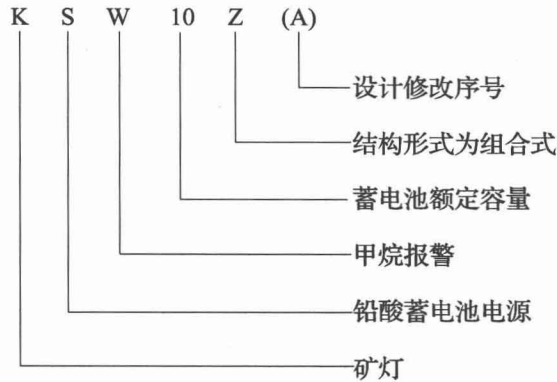 K S W 10 Z (A)
设计修改序号
结构形式为组合式
蓄电池额定容量
甲烷报警
铅酸蓄电池电源
矿灯